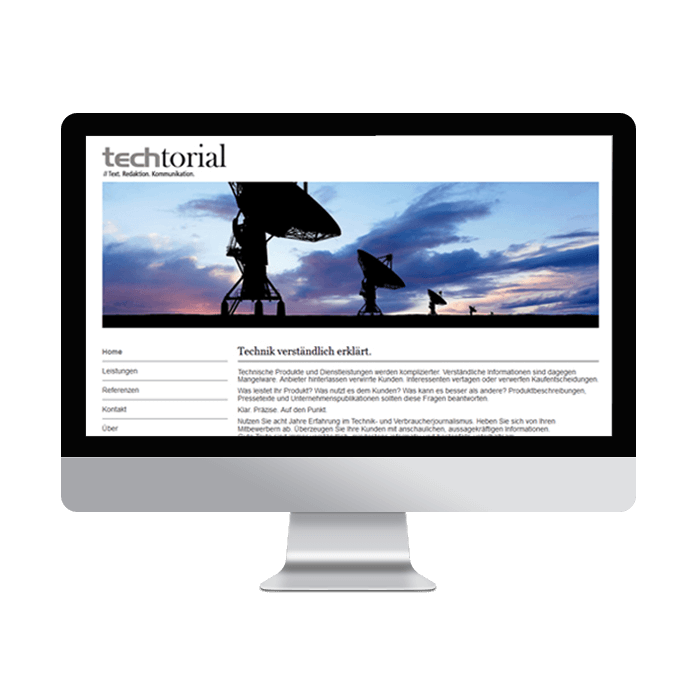 techtorial
// Text. Redaktion. Kommunikation.
Home
Leistungen
Referenzen
Kontakt
Über
Technik verständlich erklärt.
Technische Produkte und Dienstleistungen werden komplizierter. Verständliche Informationen sind dagegen
Mangelware. Anbieter hinterlassen verwirrte Kunden. Interessenten vertagen oder verwerfen Kaufentscheidungen.
Was leistet Ihr Produkt? Was nutzt es dem Kunden? Was kann es besser als andere? Produktbeschreibungen,
Pressetexte und Unternehmenspublikationen sollten diese Fragen beantworten.
Klar. Präzise. Auf den Punkt.
Nutzen Sie acht Jahre Erfahrung im Technik- und Verbraucherjournalismus. Heben Sie sich von Ihren
Mitbewerbern ab. Überzeugen Sie Ihre Kunden mit anschaulichen, aussagekräftigen Informationen.